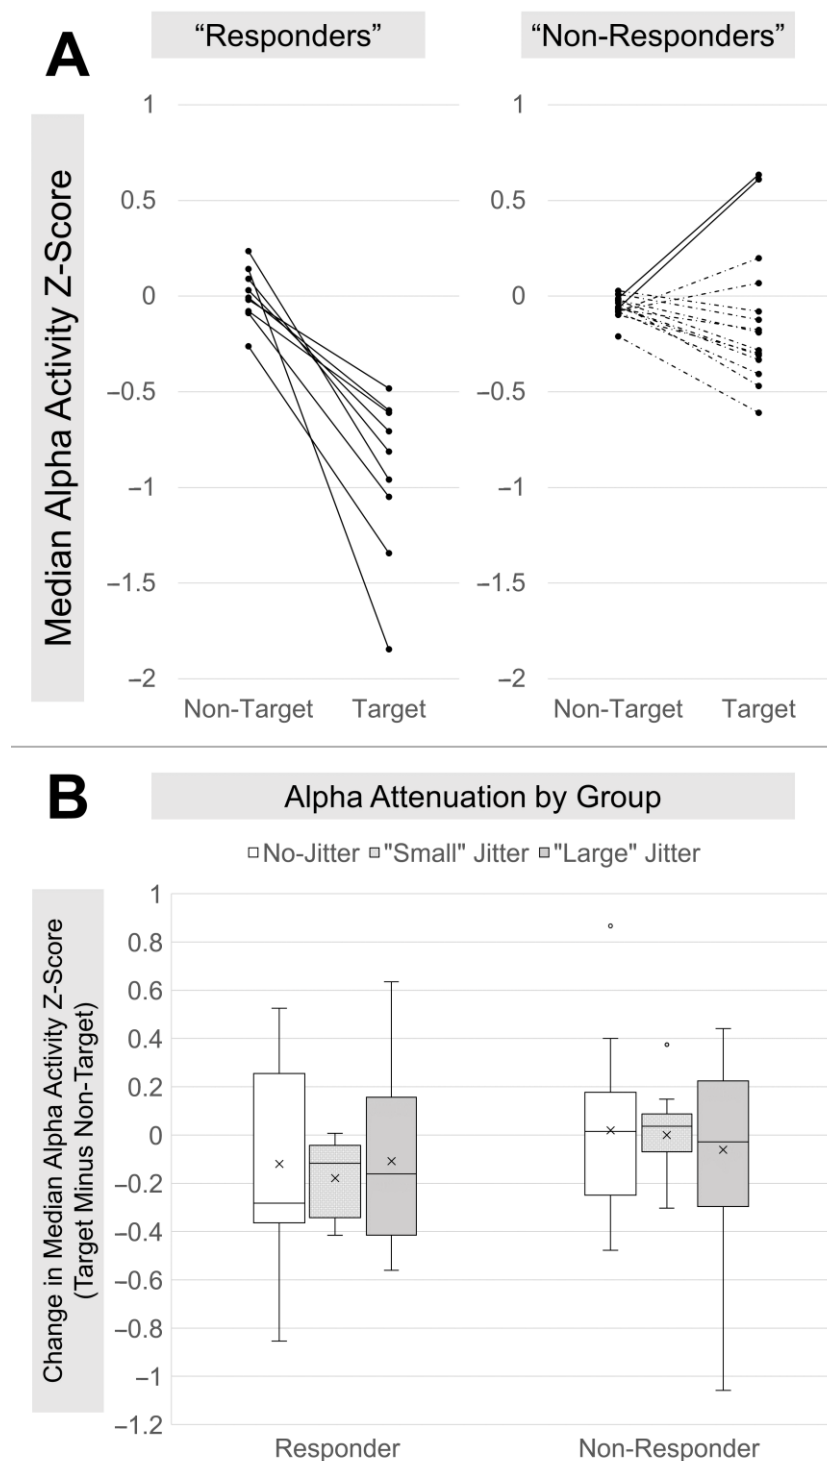 A
“Responders”
“Non-Responders”
Median Alpha Activity Z-Score
1
0.5
0
−0.5
−1
−1.5
−2
Non-Target
Target
1
0.5
0
−0.5
−1
−1.5
−2
Non-Target
Target
B
Alpha Attenuation by Group
No-Jitter
"Small" Jitter
"Large" Jitter
Change in Median Alpha Activity Z-Score
(Target Minus Non-Target)
1
0.8
0.6
0.4
0.2
0
−0.2
−0.4
−0.6
−0.8
−1
−1.2
Responder
Non-Responder